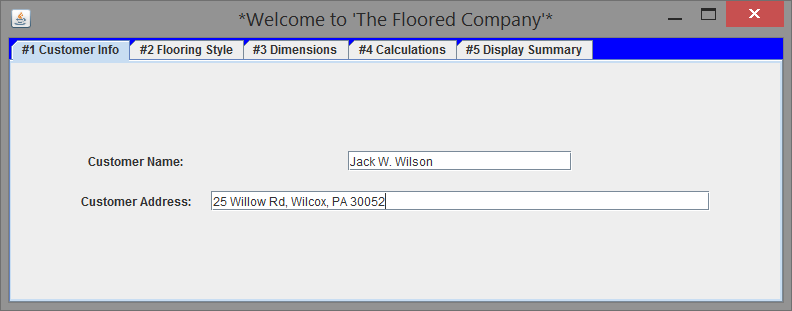 *Welcome to 'The Floored Company'*
#1 Customer Info #2 Flooring Style #3 Dimensions #4 Calculations #5 Display Summary
Customer Name: Jack W. Wilson
Customer Address: 25 Willow Rd, Wilcox, PA 30052